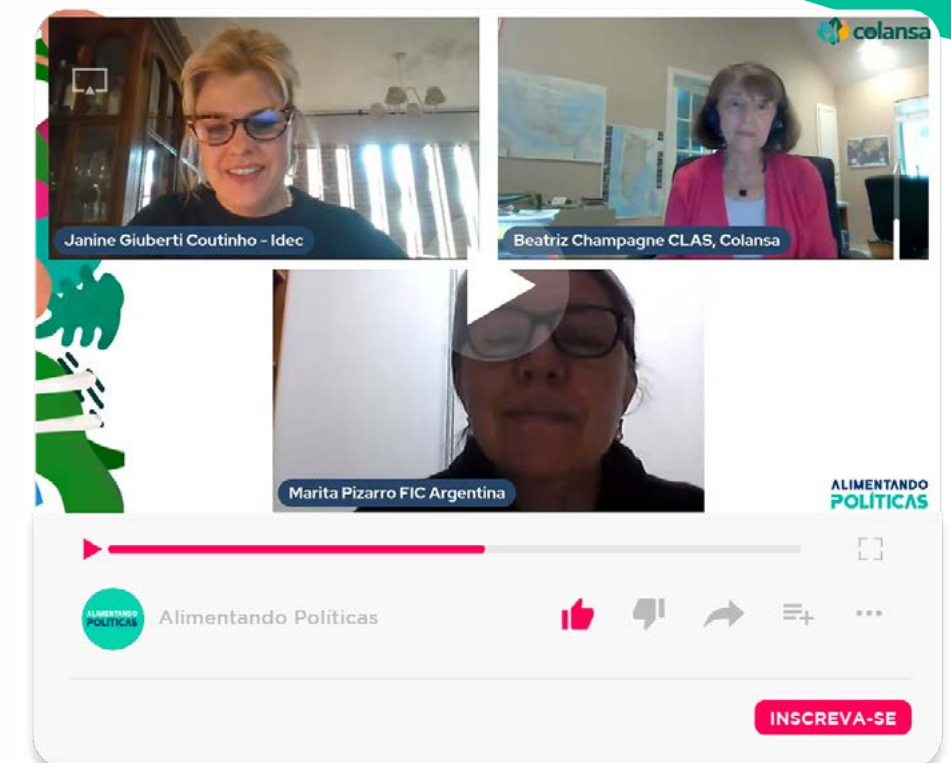 colansa
Janine Giuberti Coutinho - Idec
Beatriz Champagne CLAS, Colansa
Marita Pizarro FIC Argentina
ALIMENTANDO
POLÍTICAS
ALIMENTANDO
POLÍTICAS
Alimentando Políticas
INSCREVA-SE